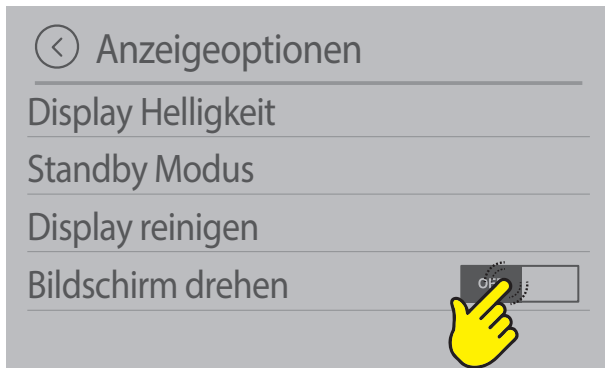 Anzeigeoptionen
Display Helligkeit
Standby Modus
Display reinigen
Bildschirm drehen